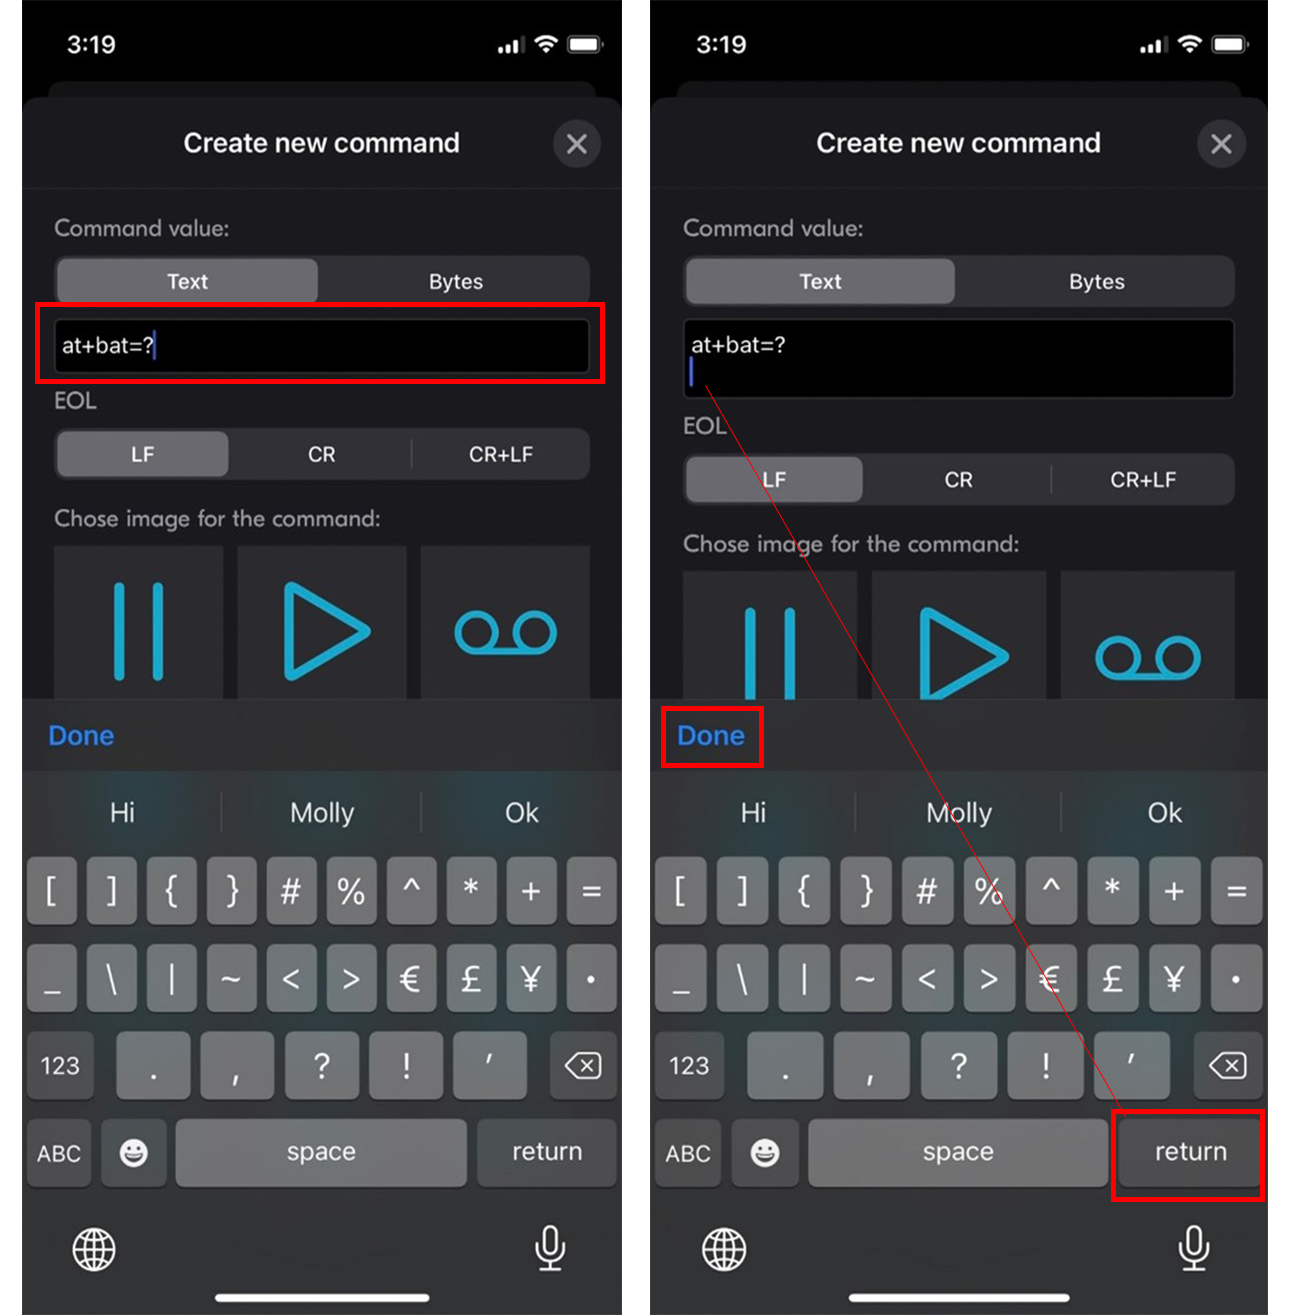 3:19
Create new command
Command value:
Text Bytes
at+bat=?
EOL
LF CR CR+LF
Chose image for the command:
Done
Hi Molly Ok
[ ] { } # % ^ * + =
_ \ | ~ < > € £ ¥ •
123 . , ? ! ’
ABC space return
3:19
Create new command
Command value:
Text Bytes
at+bat=?
EOL
LF CR CR+LF
Chose image for the command:
Done
Hi Molly Ok
[ ] { } # % ^ * + =
_ \ | ~ < > € £ ¥ •
123 . , ? ! ’
ABC space return